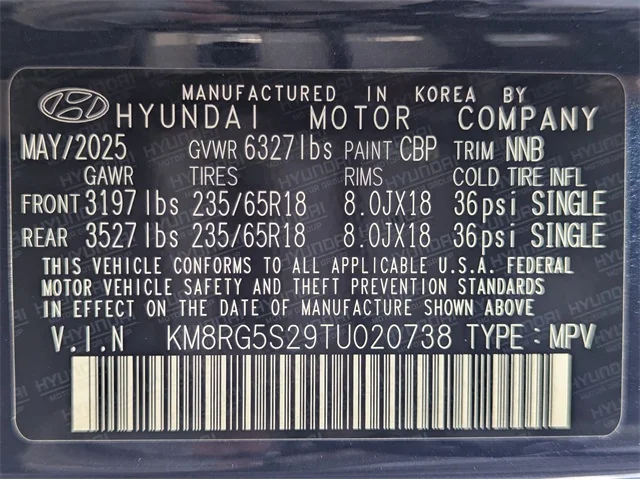 MANUFACTURED IN KOREA BY
HYUNDAI MOTOR COMPANY
MAY/2025 GVWR 6327lbs PAINT CBP TRIM NNB
GAWR TIRES RIMS COLD TIRE INFL
FRONT 3197lbs 235/65R18 8.0JX18 36psi SINGLE
REAR 3527lbs 235/65R18 8.0JX18 36psi SINGLE
THIS VEHICLE CONFORMS TO ALL APPLICABLE U.S.A. FEDERAL
MOTOR VEHICLE SAFETY AND THEFT PREVENTION STANDARDS
IN EFFECT ON THE DATE OF MANUFACTURE SHOWN ABOVE.
V.I.N KM8RG5S29TU020738 TYPE : MPV